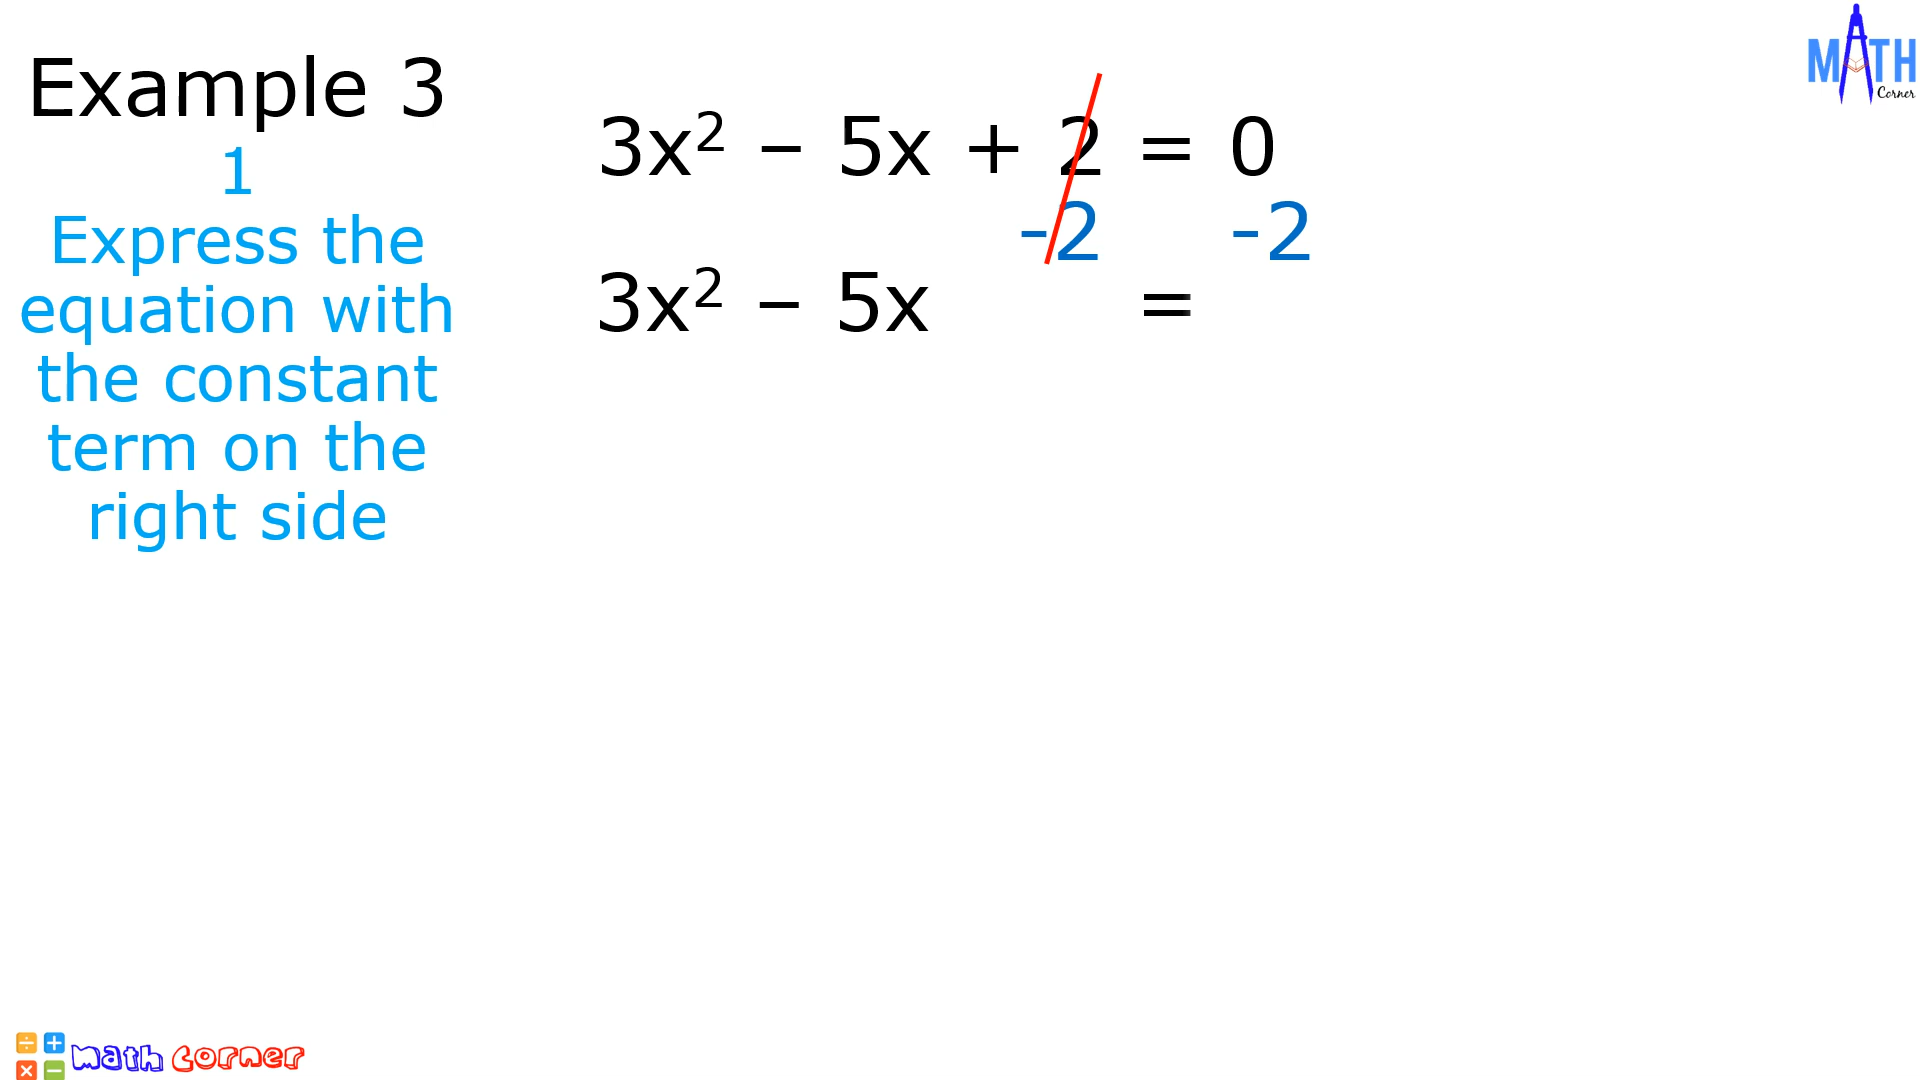 Example 3
1
Express the
equation with
the constant
term on the
right side
3x² – 5x + 2 = 0
-2 -2
3x² – 5x =
MATH
Corner
math corner